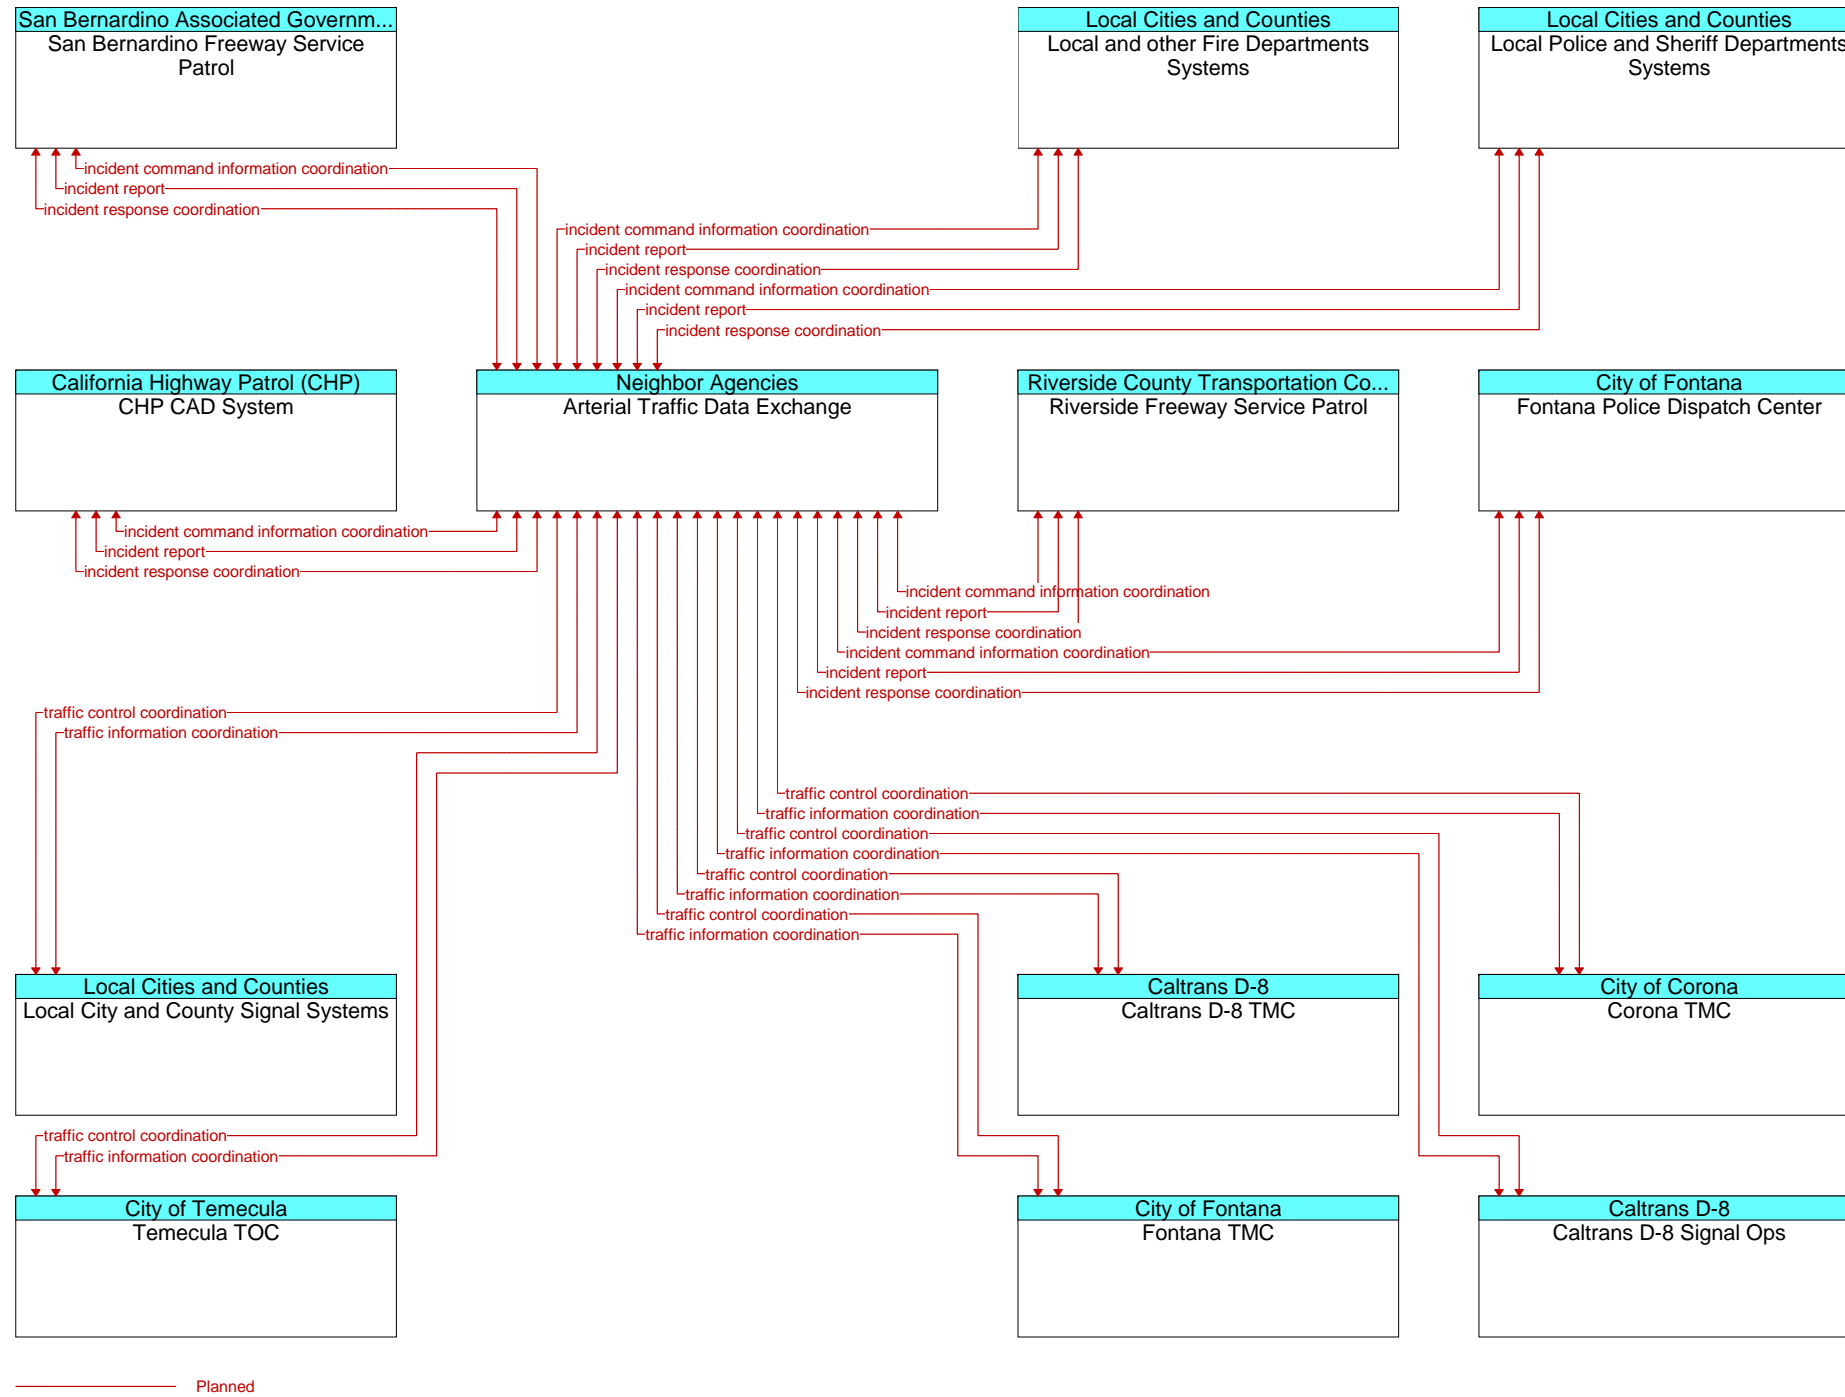 San Bernardino Associated Governm...
San Bernardino Freeway Service
Patrol
Local Cities and Counties
Local and other Fire Departments
Systems
Local Cities and Counties
Local Police and Sheriff Departments
Systems
incident command information coordination
incident report
incident response coordination
incident command information coordination
incident report
incident response coordination
incident command information coordination
incident report
incident response coordination
California Highway Patrol (CHP)
CHP CAD System
Neighbor Agencies
Arterial Traffic Data Exchange
Riverside County Transportation Co...
Riverside Freeway Service Patrol
City of Fontana
Fontana Police Dispatch Center
incident command information coordination
incident report
incident response coordination
incident command information coordination
incident report
incident response coordination
incident command information coordination
incident report
incident response coordination
traffic control coordination
traffic information coordination
traffic control coordination
traffic information coordination
traffic control coordination
traffic information coordination
traffic control coordination
traffic information coordination
traffic control coordination
traffic information coordination
Local Cities and Counties
Local City and County Signal Systems
Caltrans D-8
Caltrans D-8 TMC
City of Corona
Corona TMC
traffic control coordination
traffic information coordination
City of Temecula
Temecula TOC
City of Fontana
Fontana TMC
Caltrans D-8
Caltrans D-8 Signal Ops
Planned